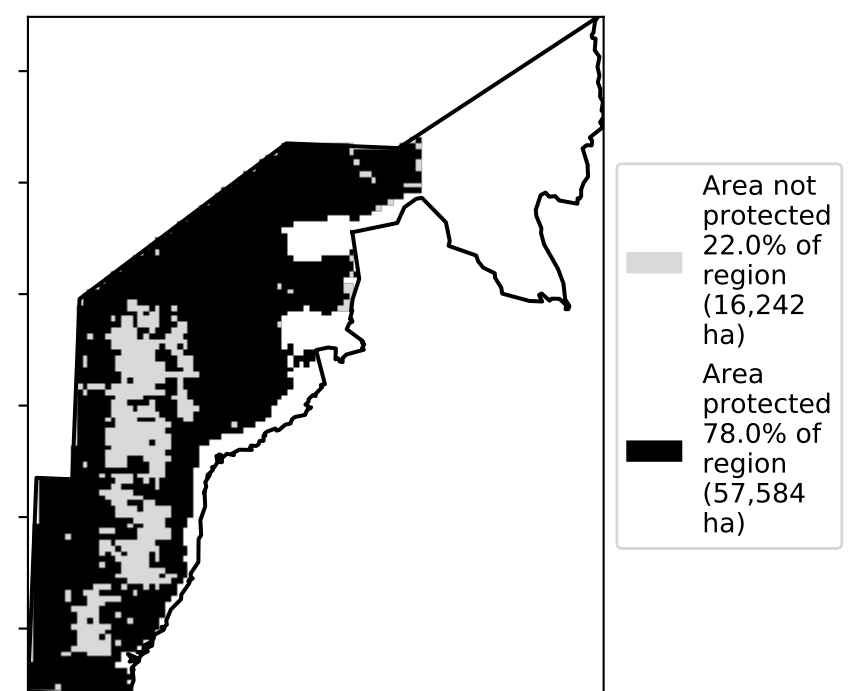 Area not
protected
22.0% of
region
(16,242
ha)
Area
protected
78.0% of
region
(57,584
ha)